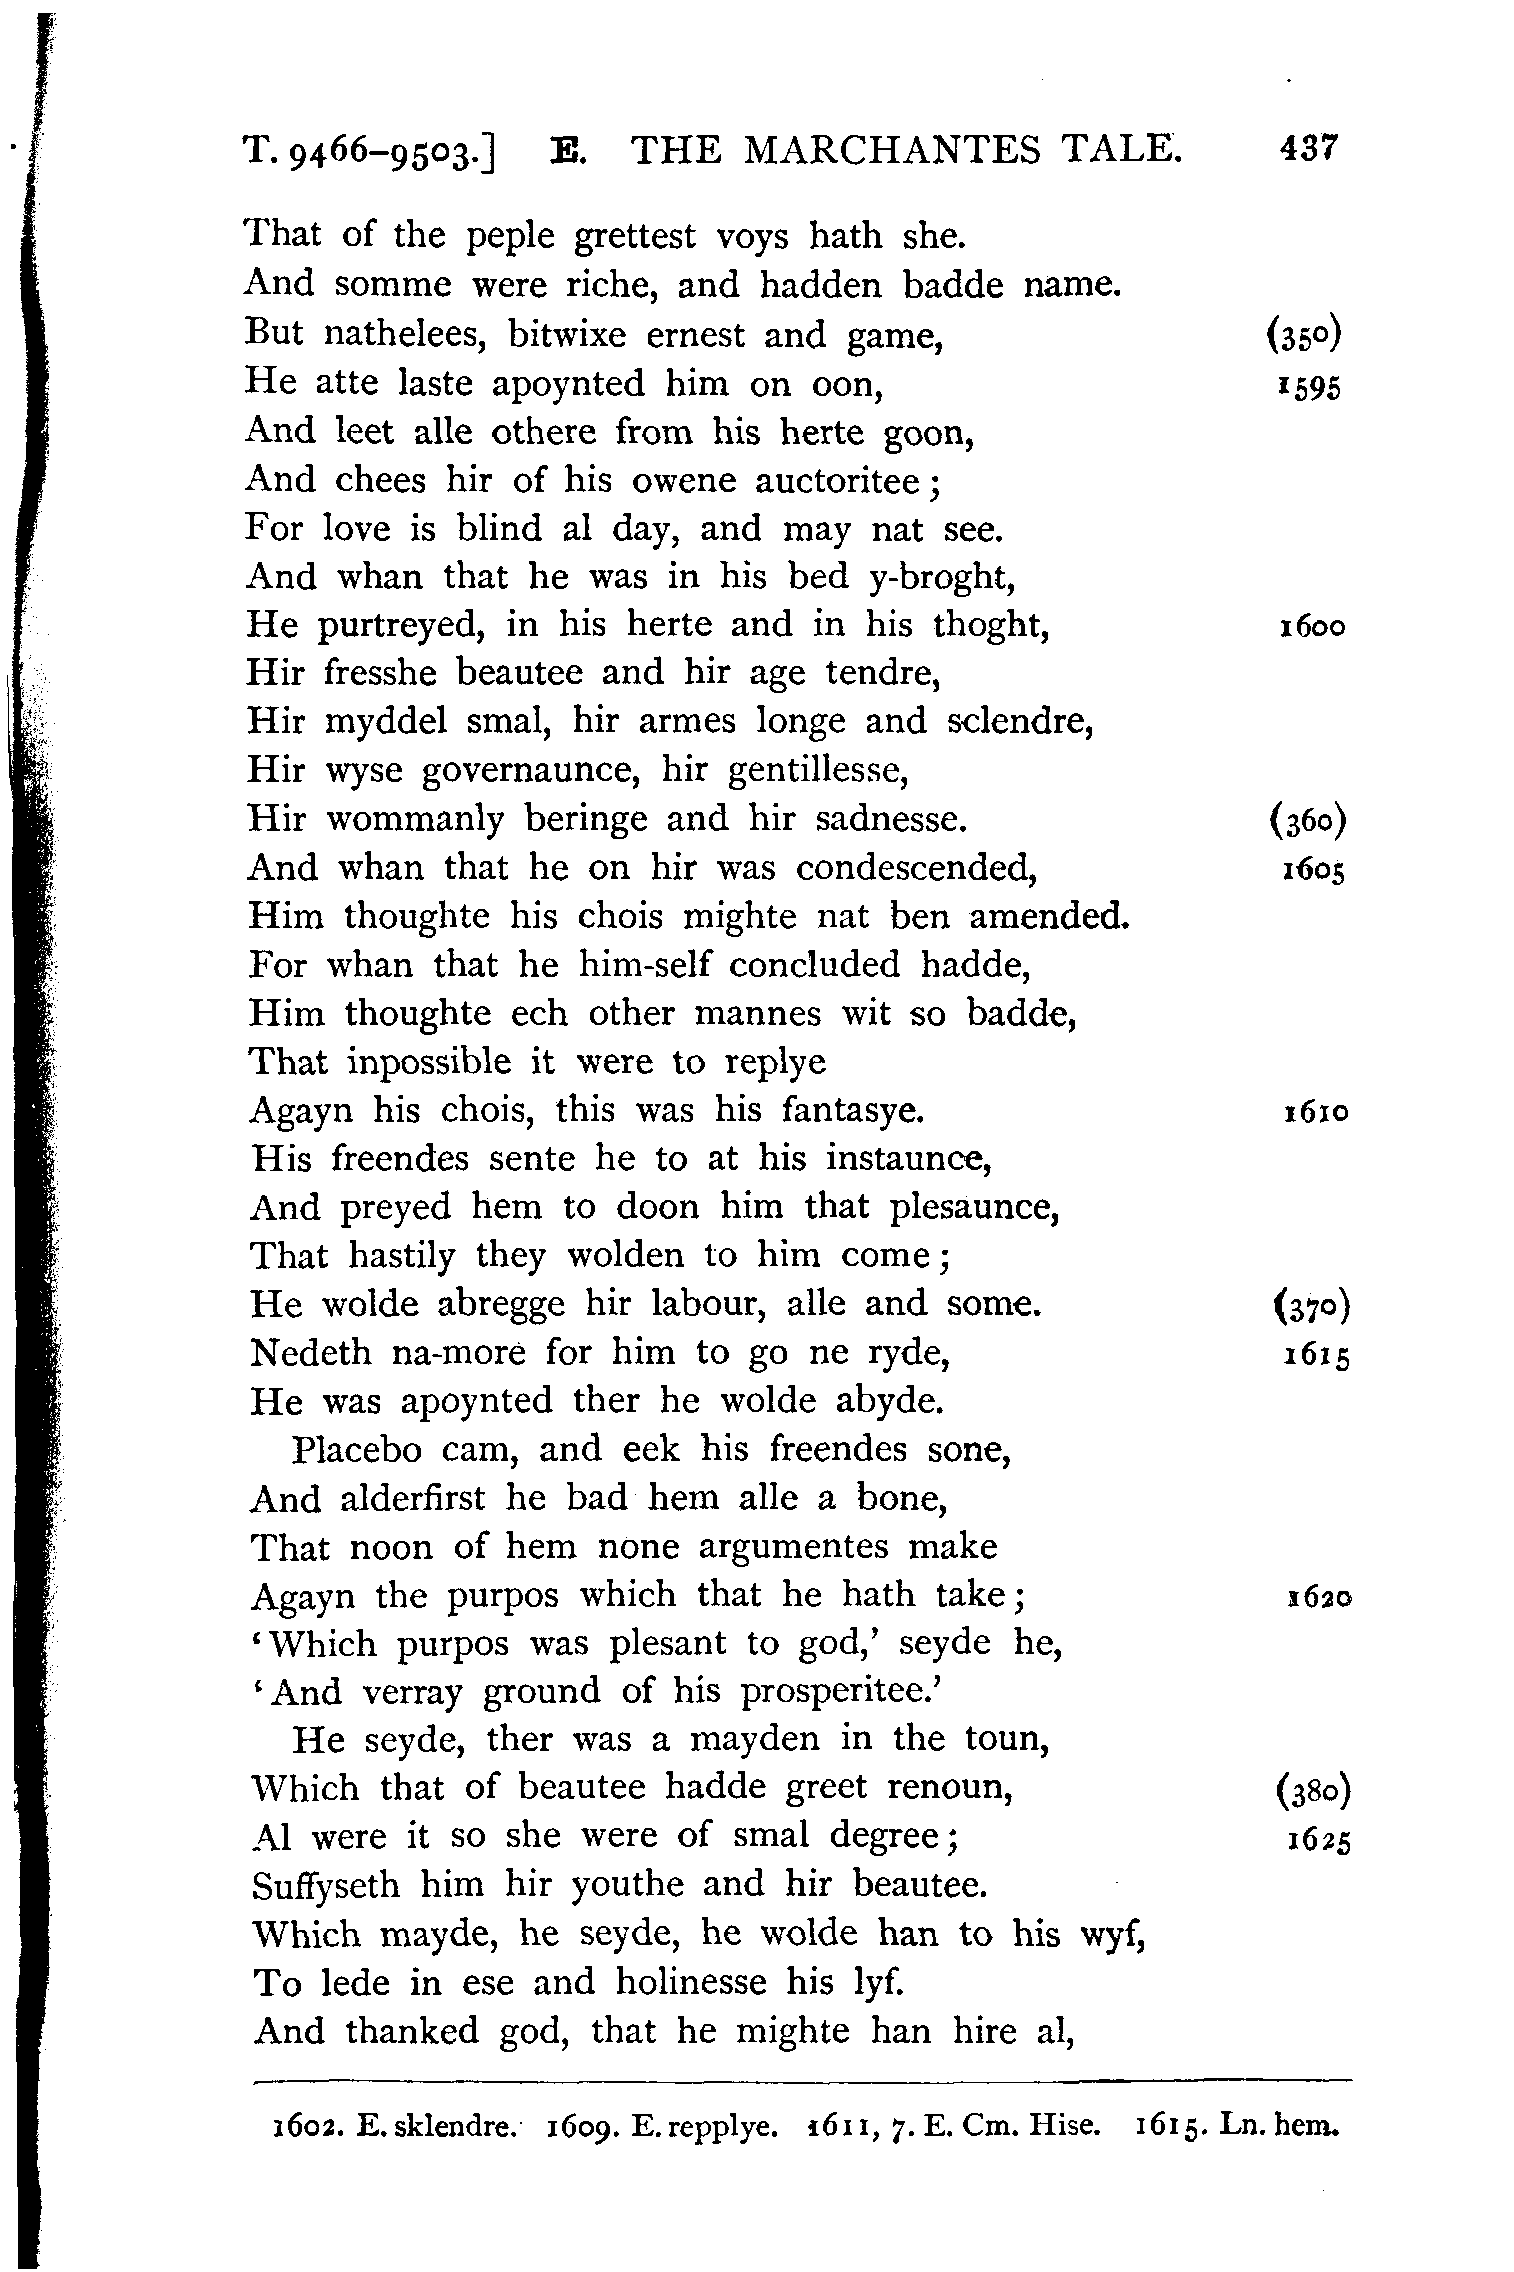 T. 9466–9503.] E. THE MARCHANTES TALE. 437
That of the peple grettest voys hath she.
And somme were riche, and hadden badde name.
But nathelees, bitwixe ernest and game, (350)
He atte laste apoynted him on oon, 1595
And leet alle othere from his herte goon,
And chees hir of his owene auctoritee;
For love is blind al day, and may nat see.
And whan that he was in his bed y-broght,
He purtreyed, in his herte and in his thoght, 1600
Hir fresshe beautee and hir age tendre,
Hir myddel smal, hir armes longe and sclendre,
Hir wyse governaunce, hir gentillesse,
Hir wommanly beringe and hir sadnesse. (360)
And whan that he on hir was condescended, 1605
Him thoughte his chois mighte nat ben amended.
For whan that he him-self concluded hadde,
Him thoughte ech other mannes wit so badde,
That inpossible it were to replye
Agayn his chois, this was his fantasye. 1610
His freendes sente he to at his instaunce,
And preyed hem to doon him that plesaunce,
That hastily they wolden to him come;
He wolde abregge hir labour, alle and some. (370)
Nedeth na-more for him to go ne ryde, 1615
He was apoynted ther he wolde abyde.
Placebo cam, and eek his freendes sone,
And alderfirst he bad hem alle a bone,
That noon of hem none argumentes make
Agayn the purpos which that he hath take; 1620
‘Which purpos was plesant to god,’ seyde he,
‘And verray ground of his prosperitee.’
He seyde, ther was a mayden in the toun,
Which that of beautee hadde greet renoun, (380)
Al were it so she were of smal degree; 1625
Suffyseth him hir youthe and hir beautee.
Which mayde, he seyde, he wolde han to his wyf,
To lede in ese and holinesse his lyf.
And thanked god, that he mighte han hire al,
1602. E. sklendre. 1609. E. repplye. 1611, 7. E. Cm. Hise. 1615. Ln. hem.